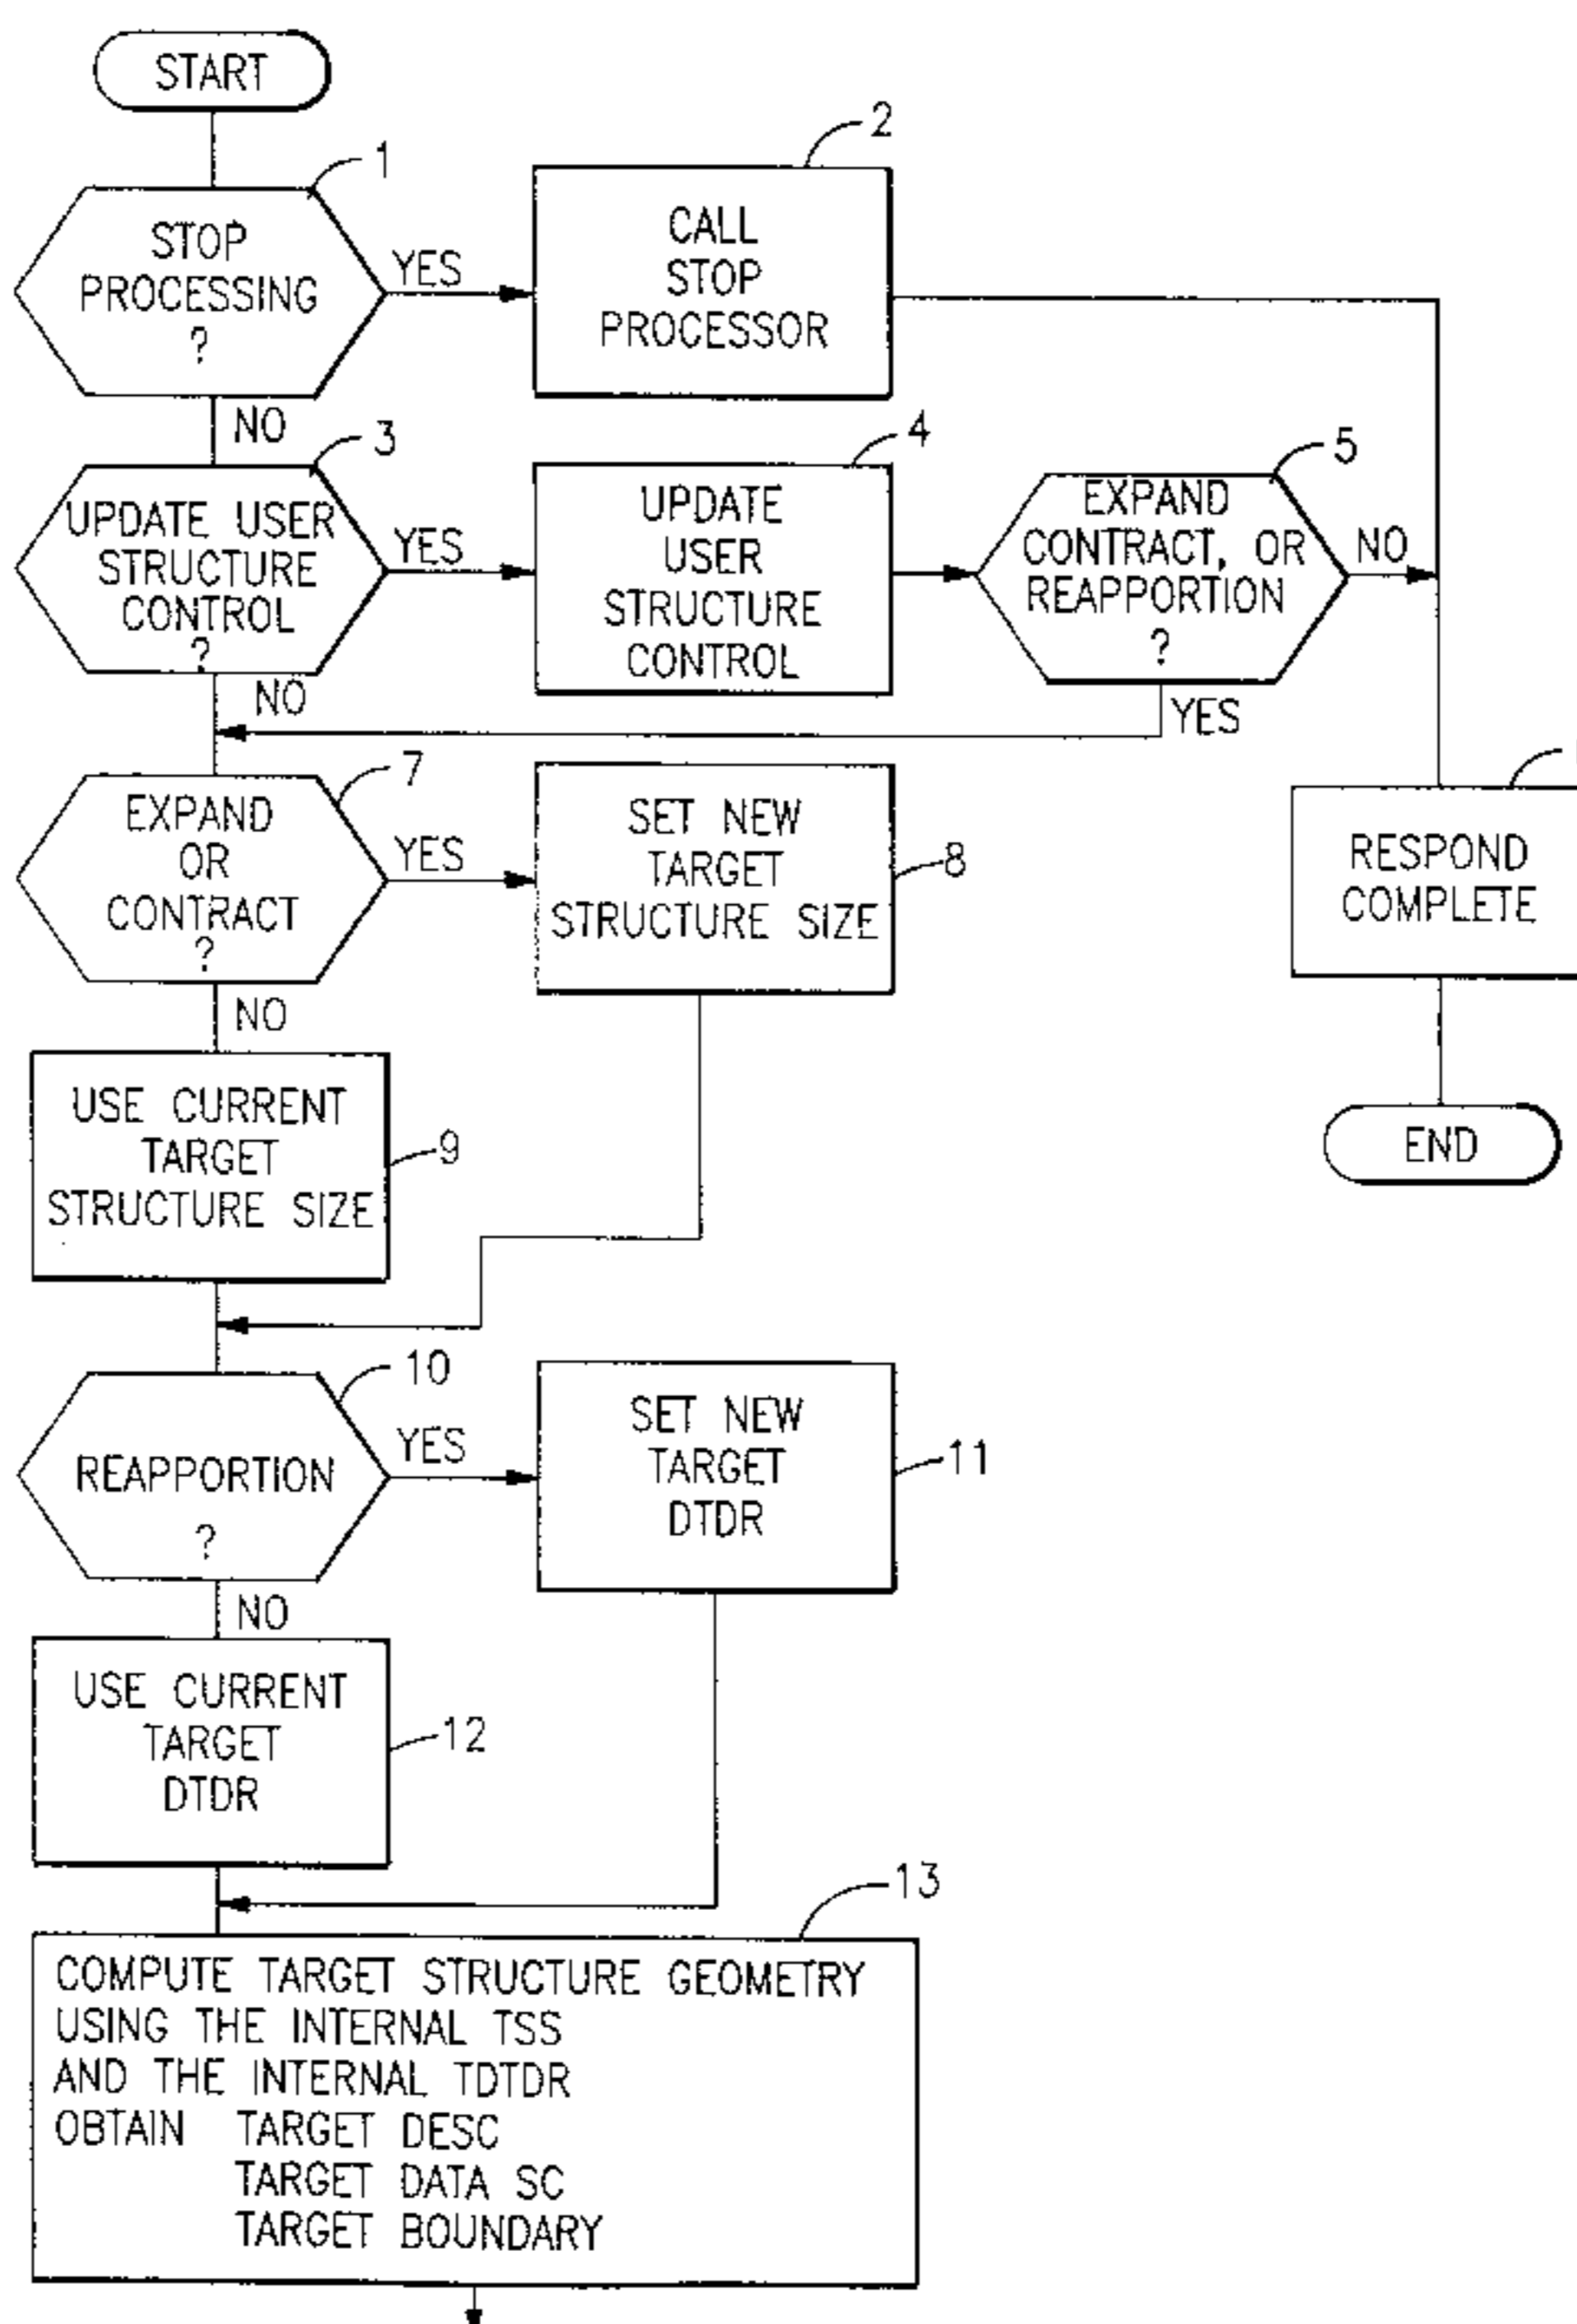 START
1
STOP
PROCESSING
?
YES
2
CALL
STOP
PROCESSOR
NO
3
UPDATE USER
STRUCTURE
CONTROL
?
YES
4
UPDATE
USER
STRUCTURE
CONTROL
5
EXPAND
CONTRACT, OR
REAPPORTION
?
NO
YES
NO
7
EXPAND
OR
CONTRACT
?
YES
SET NEW
TARGET
STRUCTURE SIZE
8
RESPOND
COMPLETE
END
NO
USE CURRENT
TARGET
STRUCTURE SIZE
9
10
REAPPORTION
?
YES
SET NEW
TARGET
DTDR
11
NO
USE CURRENT
TARGET
DTDR
12
13
COMPUTE TARGET STRUCTURE GEOMETRY
USING THE INTERNAL TSS
AND THE INTERNAL TDTDR
OBTAIN TARGET DESC
TARGET DATA SC
TARGET BOUNDARY